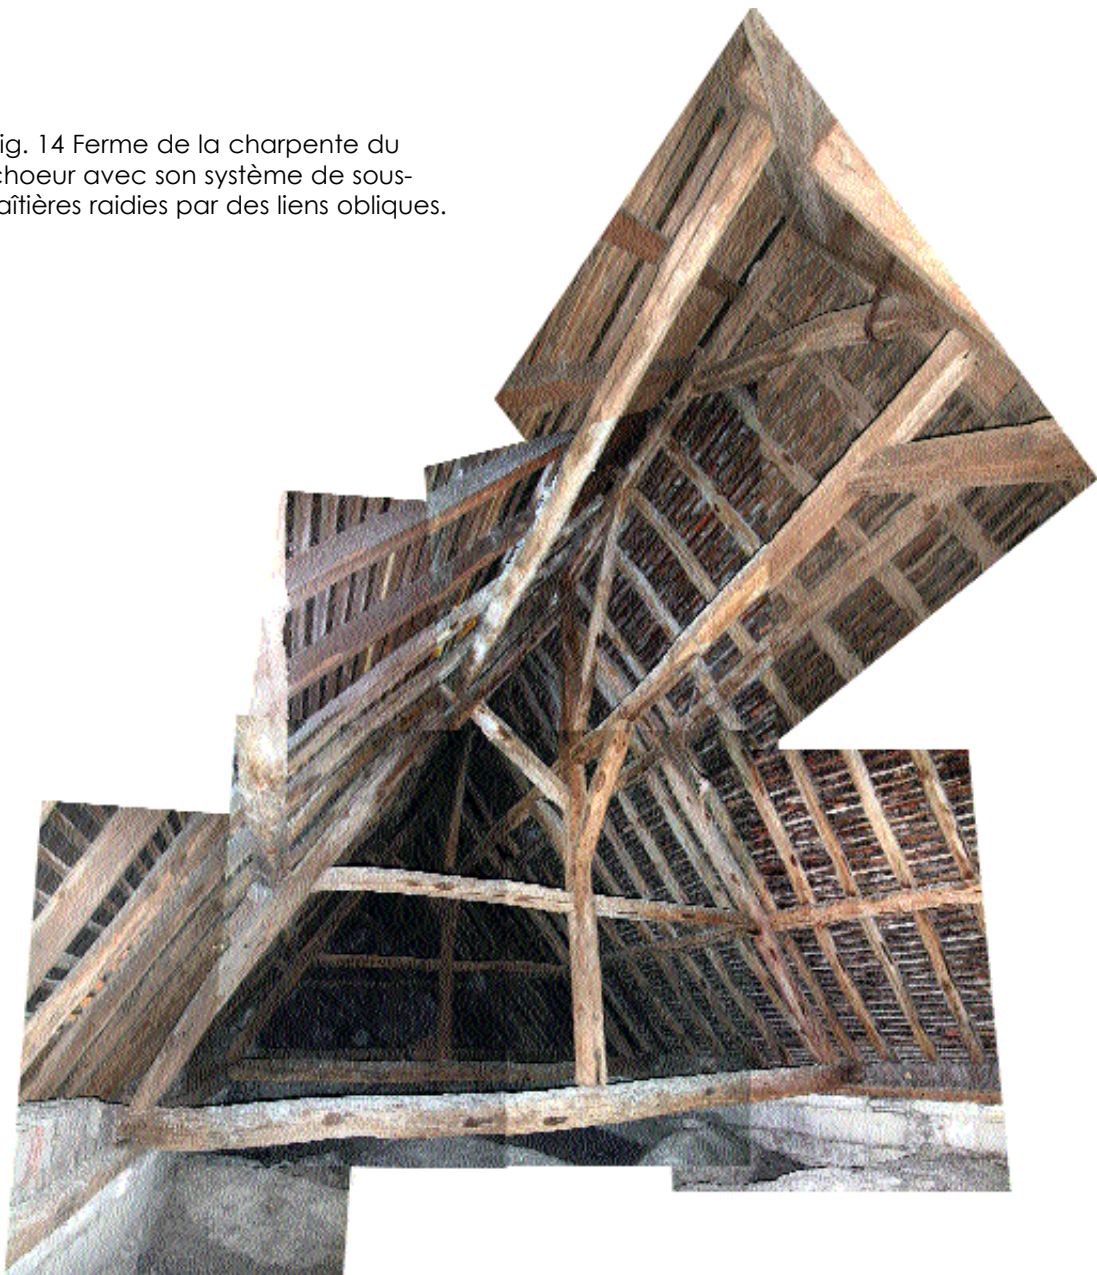 ig. 14 Ferme de la charpente du
choeur avec son système de sous-
aîtières raidies par des liens obliques.